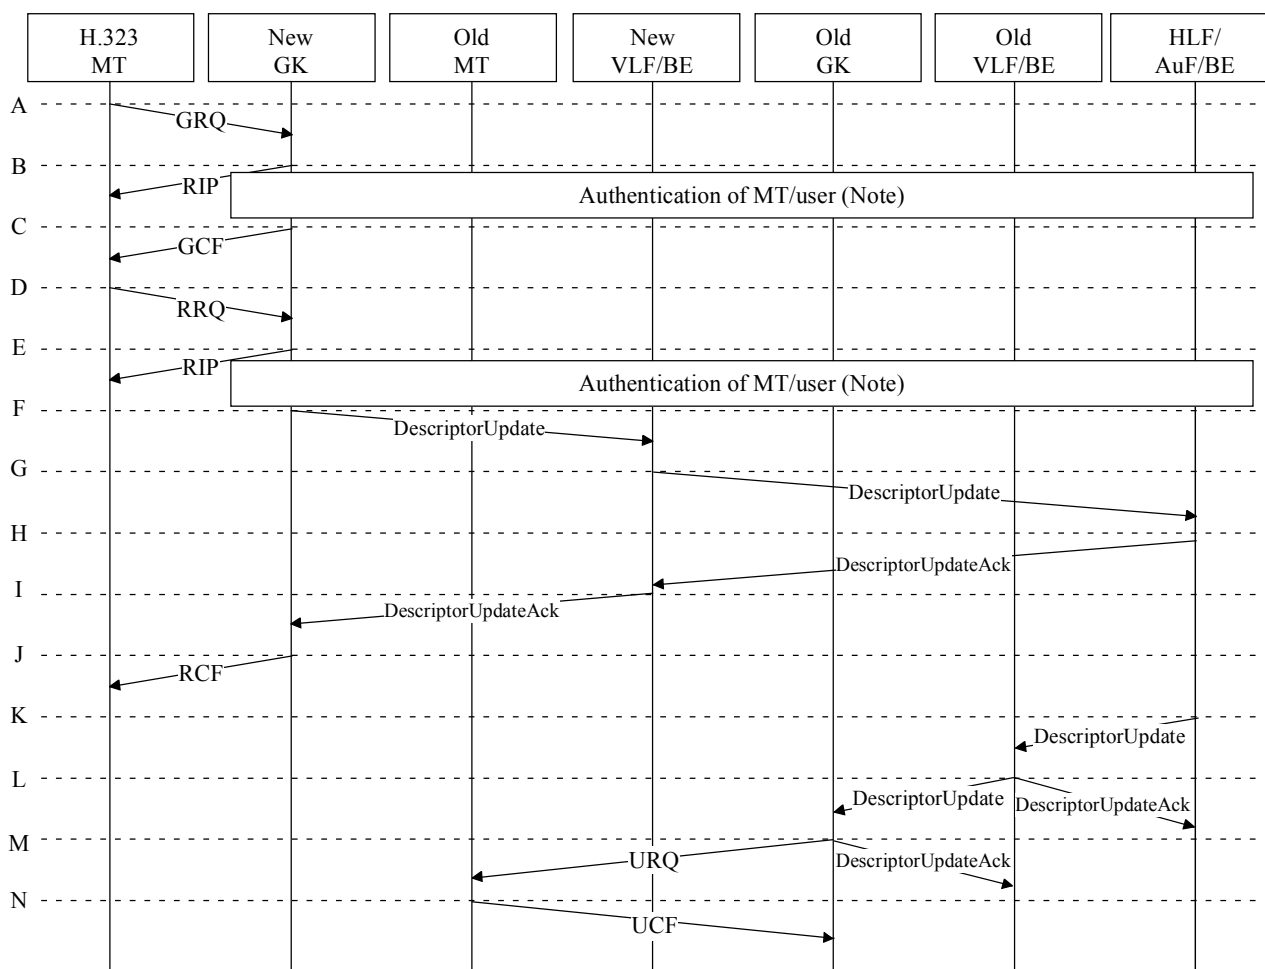 H.323
MT
New
GK
Old
MT
New
VLF/BE
Old
GK
Old
VLF/BE
HLF/
AuF/BE
A
GRQ
B
RIP
Authentication of MT/user (Note)
C
GCF
D
RRQ
E
RIP
Authentication of MT/user (Note)
F
DescriptorUpdate
G
DescriptorUpdate
H
DescriptorUpdateAck
I
DescriptorUpdateAck
J
RCF
K
DescriptorUpdate
L
DescriptorUpdate
DescriptorUpdateAck
M
URQ
DescriptorUpdateAck
N
UCF